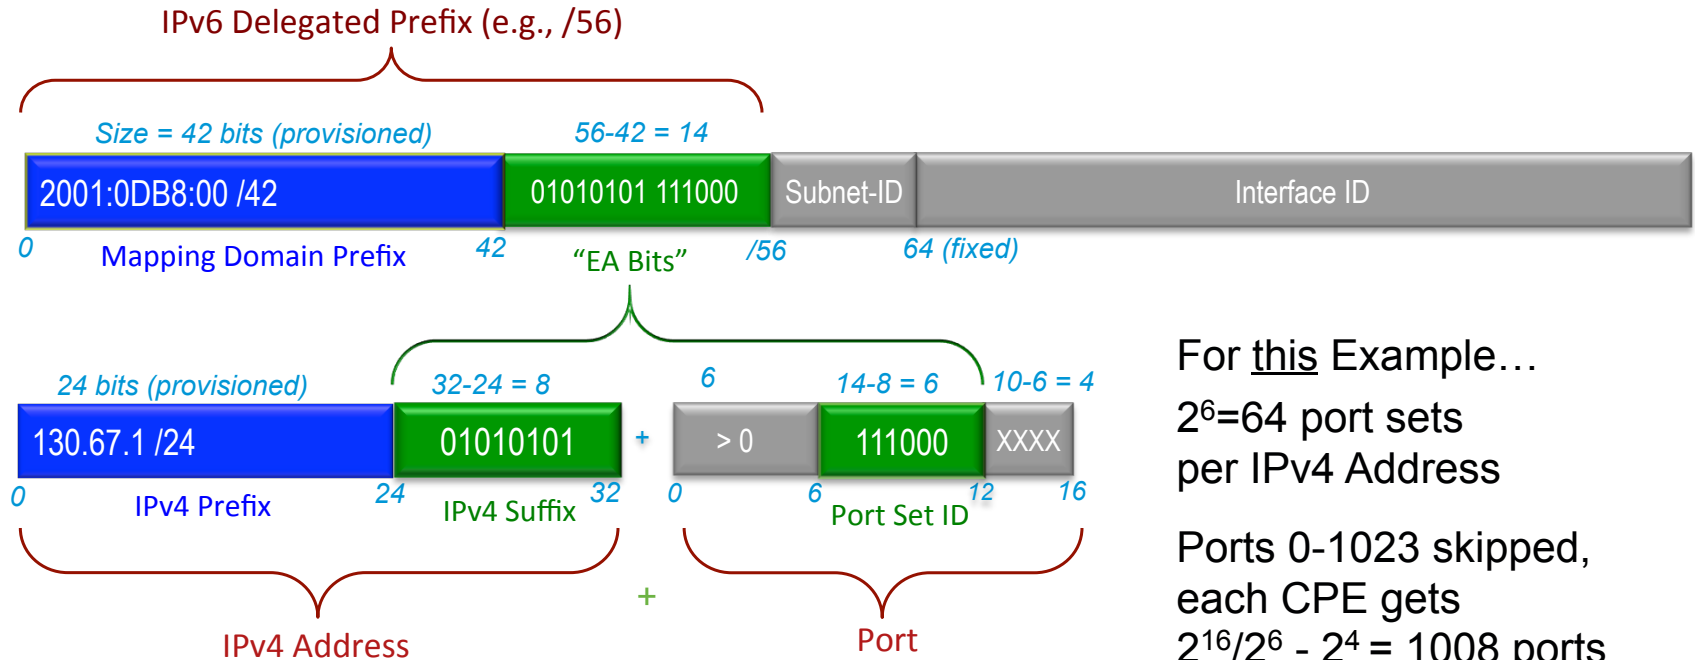 IPv6 Delegated Prefix (e.g., /56)
Size = 42 bits (provisioned)
56-42 = 14
2001:0DB8:00 /42
01010101 111000
Subnet-ID
Interface ID
0
Mapping Domain Prefix
42
“EA Bits”
/56
64 (fixed)
24 bits (provisioned)
32-24 = 8
6
14-8 = 6
10-6 = 4
130.67.1 /24
01010101
+
> 0
111000
XXXX
0
IPv4 Prefix
24
IPv4 Suffix
32
0
6
Port Set ID
12
16
IPv4 Address
+
Port
For this Example…
2⁶=64 port sets
per IPv4 Address
Ports 0-1023 skipped,
each CPE gets
2¹⁶/2⁶ - 2⁴ = 1008 ports